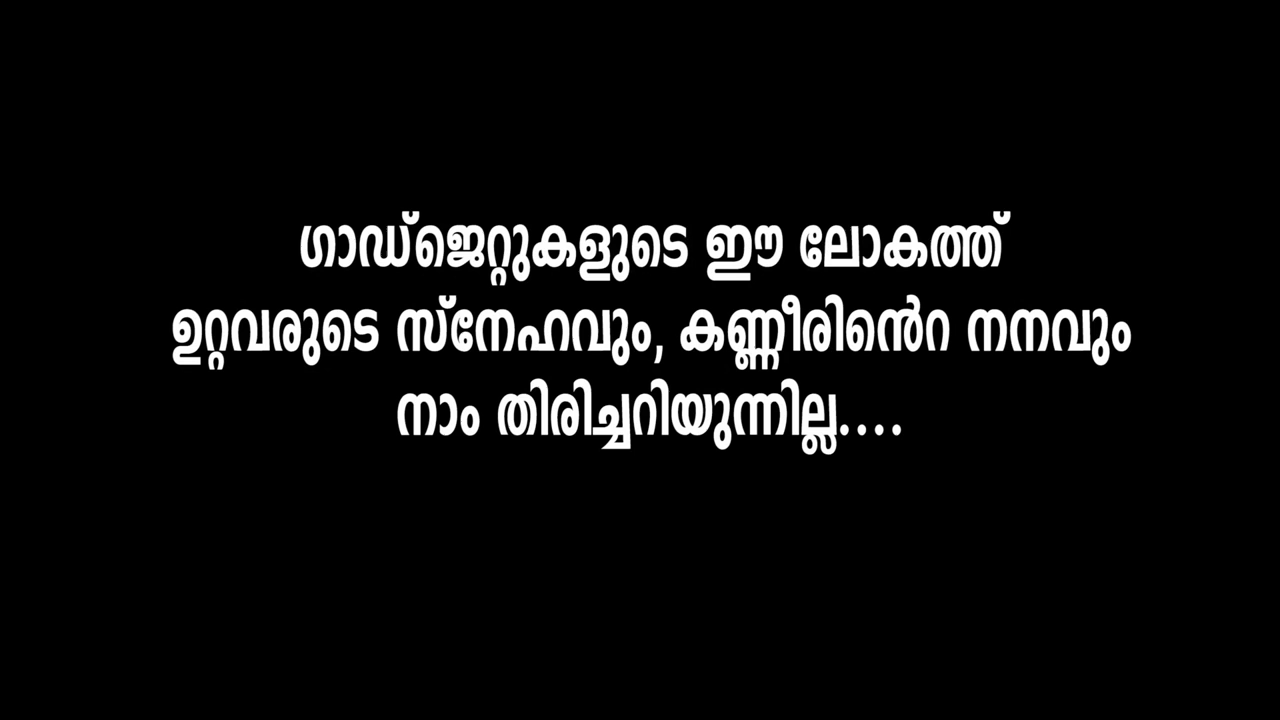 ഗാഡ്ജെറ്റുകളുടെ ഈ ലോകത്ത്
ഉറ്റവരുടെ സ്നേഹവും, കണ്ണീരിൻെറ നനവും
നാം തിരിച്ചറിയുന്നില്ല....